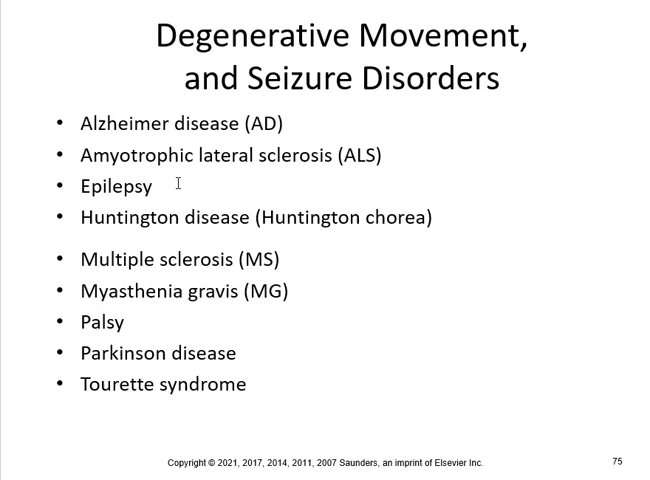 Degenerative Movement,
and Seizure Disorders
• Alzheimer disease (AD)
• Amyotrophic lateral sclerosis (ALS)
• Epilepsy
• Huntington disease (Huntington chorea)
• Multiple sclerosis (MS)
• Myasthenia gravis (MG)
• Palsy
• Parkinson disease
• Tourette syndrome
Copyright © 2021, 2017, 2014, 2011, 2007 Saunders, an imprint of Elsevier Inc.
75